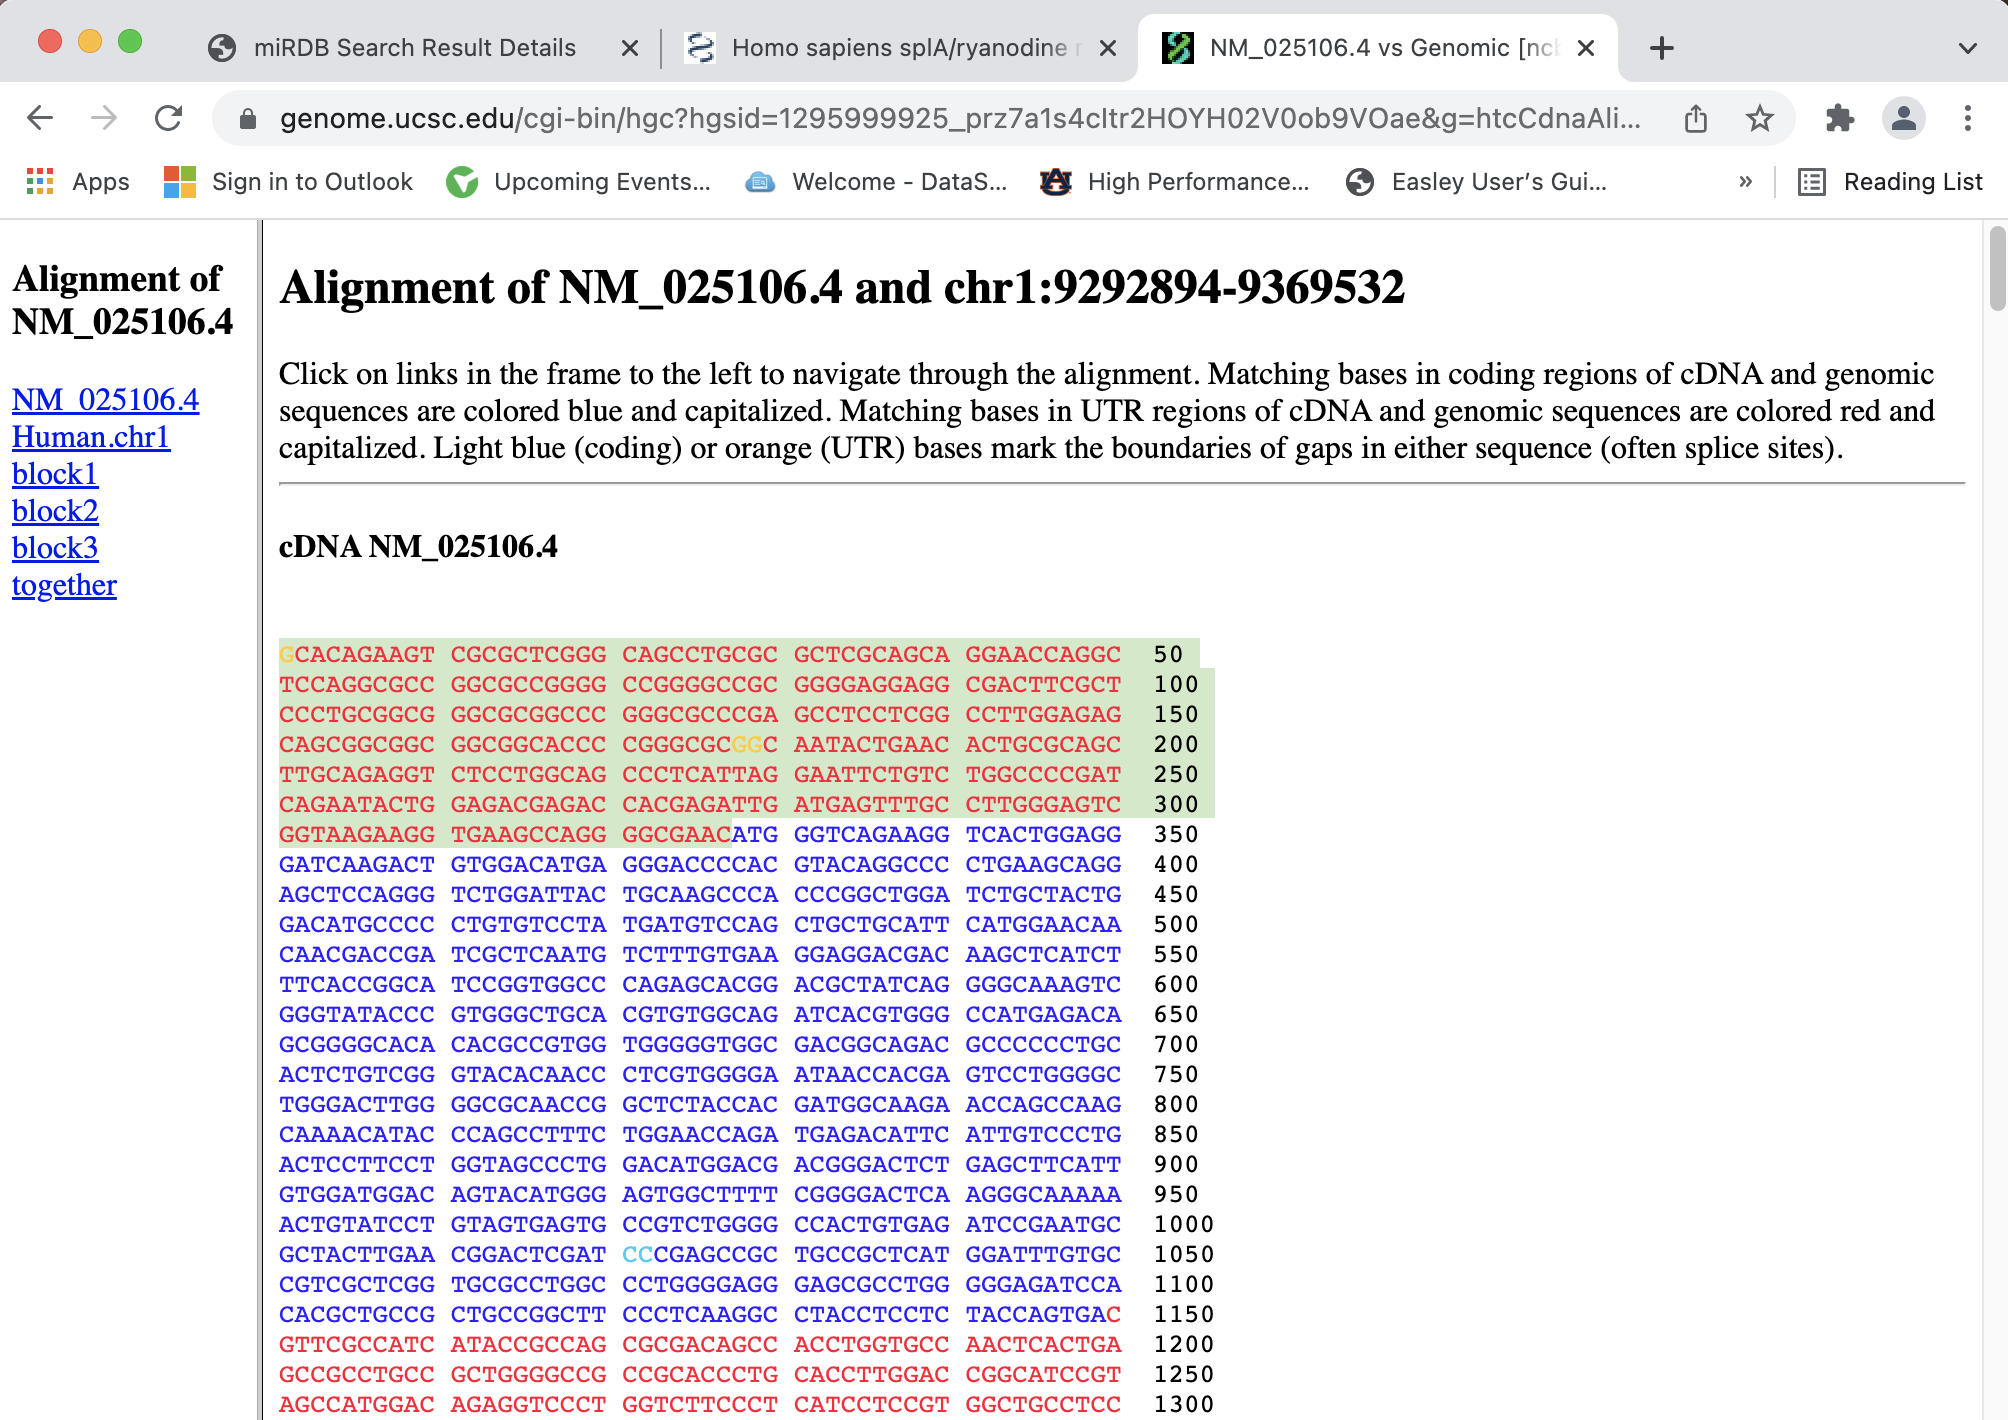 miRDB Search Result Details
Homo sapiens splA/ryanodine r
NM_025106.4 vs Genomic [ncb
genome.ucsc.edu/cgi-bin/hgc?hgsid=1295999925_prz7a1s4cItr2HOYH02V0ob9VOae&g=htcCdnaAli...
Apps
Sign in to Outlook
Upcoming Events...
Welcome - DataS...
High Performance...
Easley User's Gui...
»
Reading List
Alignment of
NM_025106.4
NM_025106.4
Human.chr1
block1
block2
block3
together
Alignment of NM_025106.4 and chr1:9292894-9369532
Click on links in the frame to the left to navigate through the alignment. Matching bases in coding regions of cDNA and genomic
sequences are colored blue and capitalized. Matching bases in UTR regions of cDNA and genomic sequences are colored red and
capitalized. Light blue (coding) or orange (UTR) bases mark the boundaries of gaps in either sequence (often splice sites).
cDNA NM_025106.4
GCACAGAAGT CGCGCTCGGG CAGCCTGCGC GCTCGCAGCA GGAACCAGGC 50
TCCAGGCGCC GGCGCCGGGG CCGGGGCCGC GGGGAGGAGG CGACTTCGCT 100
CCCTGCGGCG GGCGCGGCCC GGGCGCCCGA GCCTCCTCGG CCTTGGAGAG 150
CAGCGGCGGC GGCGGCACCC CGGGCGCGGC AATACTGAAC ACTGCGCAGC 200
TTGCAGAGGT CTCCTGGCAG CCCTCATTAG GAATTCTGTC TGGCCCCGAT 250
CAGAATACTG GAGACGAGAC CACGAGATTG ATGAGTTTGC CTTGGGAGTC 300
GGTAAGAAGG TGAAGCCAGG GGCGAACATG GGTCAGAAGG TCACTGGAGG 350
GATCAAGACT GTGGACATGA GGGACCCCAC GTACAGGCCC CTGAAGCAGG 400
AGCTCCAGGG TCTGGATTAC TGCAAGCCCA CCCGGCTGGA TCTGCTACTG 450
GACATGCCCC CTGTGTCCTA TGATGTCCAG CTGCTGCATT CATGGAACAA 500
CAACGACCGA TCGCTCAATG TCTTTGTGAA GGAGGACGAC AAGCTCATCT 550
TTCACCGGCA TCCGGTGGCC CAGAGCACGG ACGCTATCAG GGGCAAAGTC 600
GGGTATACCC GTGGGCTGCA CGTGTGGCAG ATCACGTGGG CCATGAGACA 650
GCGGGGCACA CACGCCGTGG TGGGGGTGGC GACGGCAGAC GCCCCCCTGC 700
ACTCTGTCGG GTACACAACC CTCGTGGGGA ATAACCACGA GTCCTGGGGC 750
TGGGACTTGG GGCGCAACCG GCTCTACCAC GATGGCAAGA ACCAGCCAAG 800
CAAAACATAC CCAGCCTTTC TGGAACCAGA TGAGACATTC ATTGTCCCTG 850
ACTCCTTCCT GGTAGCCCTG GACATGGACG ACGGGACTCT GAGCTTCATT 900
GTGGATGGAC AGTACATGGG AGTGGCTTTT CGGGGACTCA AGGGCAAAAA 950
ACTGTATCCT GTAGTGAGTG CCGTCTGGGG CCACTGTGAG ATCCGAATGC 1000
GCTACTTGAA CGGACTCGAT CCCGAGCCGC TGCCGCTCAT GGATTTGTGC 1050
CGTCGCTCGG TGCGCCTGGC CCTGGGGAGG GAGCGCCTGG GGGAGATCCA 1100
CACGCTGCCG CTGCCGGCTT CCCTCAAGGC CTACCTCCTC TACCAGTGAC 1150
GTTCGCCATC ATACCGCCAG CGCGACAGCC ACCTGGTGCC AACTCACTGA 1200
GCCGCCTGCC GCTGGGGCCG CCGCACCCTG CACCTTGGAC CGGCATCCGT 1250
AGCCATGGAC AGAGGTCCCT GGTCTTCCCT CATCCTCCGT GGCTGCCTCC 1300